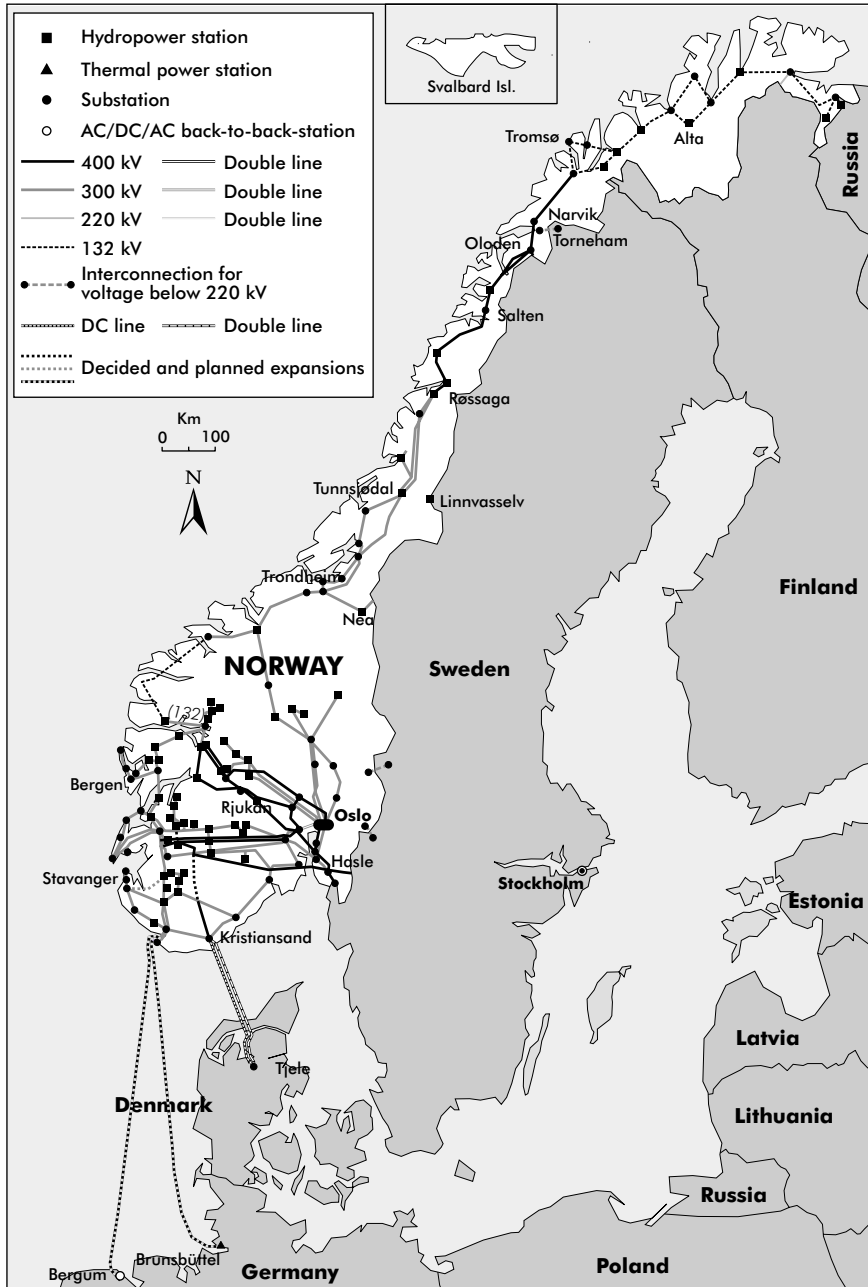 Hydropower station
Thermal power station
Substation
AC/DC/AC back-to-back-station
400 kV
Double line
300 kV
Double line
220 kV
Double line
132 kV
Interconnection for
voltage below 220 kV
DC line
Double line
Decided and planned expansions
Svalbard Isl.
Km
0 100
N
Tromsø
Alta
Russia
Narvik
Oloden
Torneham
Salten
Røssaga
Tunnsjødal
Linnvasselv
Trondheim
Nea
Finland
NORWAY
Sweden
(132)
Bergen
Rjukan
Oslo
Hasle
Stavanger
Stockholm
Estonia
Kristiansand
Latvia
Tjele
Denmark
Lithuania
Russia
Brunsbüttel
Bergum
Germany
Poland